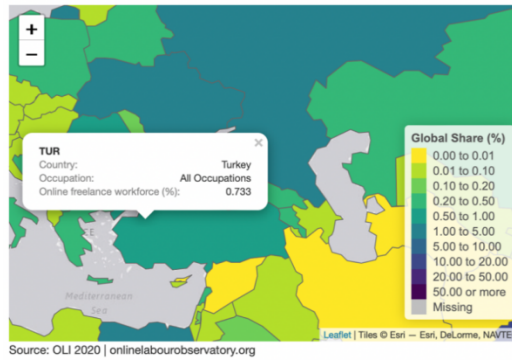 +
−
TUR
Country: Turkey
Occupation: All Occupations
Online freelance workforce (%): 0.733
×
Global Share (%)
0.00 to 0.01
0.01 to 0.10
0.10 to 0.20
0.20 to 0.50
0.50 to 1.00
1.00 to 5.00
5.00 to 10.00
10.00 to 20.00
20.00 to 50.00
50.00 or more
Missing
Mediterranean
Sea
Leaflet | Tiles © Esri — Esri, DeLorme, NAVTE
Source: OLI 2020 | onlinelabourobservatory.org